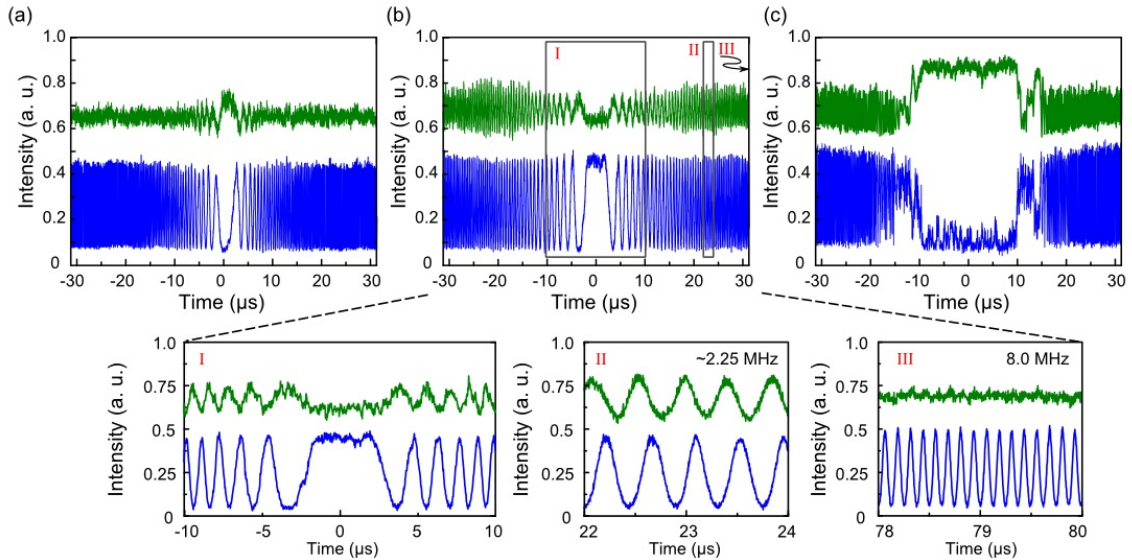 (a)
(b)
(c)
1.0
0.8
0.6
0.4
0.2
0
Intensity (a. u.)
-30 -20 -10 0 10 20 30
Time (µs)
I
II
III
1.0
0.8
0.6
0.4
0.2
0
Intensity (a. u.)
-30 -20 -10 0 10 20 30
Time (µs)
1.0
0.8
0.6
0.4
0.2
0
Intensity (a. u.)
-30 -20 -10 0 10 20 30
Time (µs)
I
1.0
0.75
0.5
0.25
0
Intensity (a. u.)
-10 -5 0 5 10
Time (µs)
II
~2.25 MHz
1.0
0.75
0.5
0.25
0
Intensity (a. u.)
22 23 24
Time (µs)
III
8.0 MHz
1.0
0.75
0.5
0.25
0
Intensity (a. u.)
78 79 80
Time (µs)